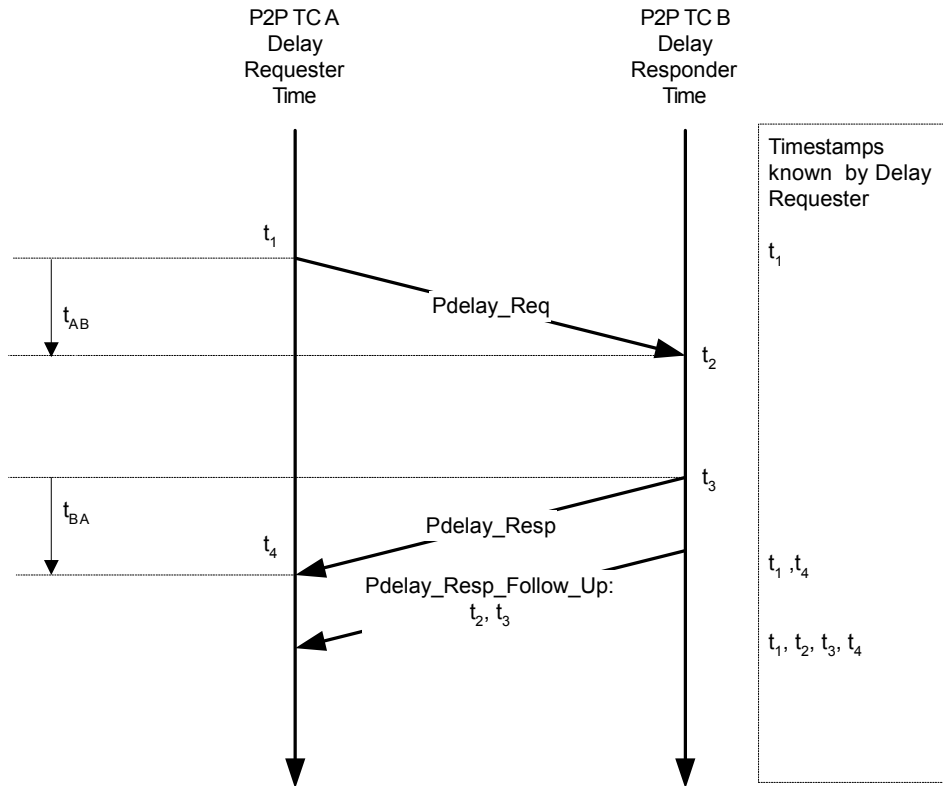 P2P TC A
Delay
Requester
Time
P2P TC B
Delay
Responder
Time
Timestamps
known by Delay
Requester
t1
t1
Pdelay_Req
tAB
t2
t3
tBA
Pdelay_Resp
t4
t1 ,t4
Pdelay_Resp_Follow_Up:
t2, t3
t1, t2, t3, t4